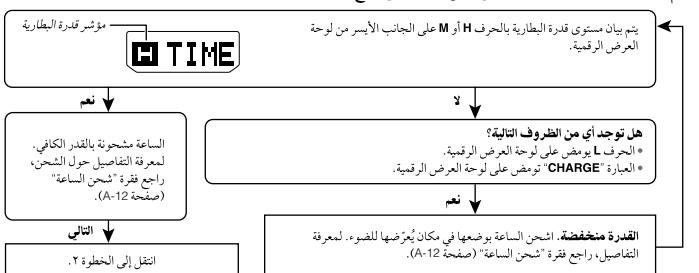 يتم بيان مستوى قدرة البطارية بالحرف H أو M على الجانب الأيسر من لوحة
العرض الرقمية.
مؤشر قدرة البطارية
H TIME
لا
نعم
هل توجد أي من الظروف التالية؟
• الحرف L يومض على لوحة العرض الرقمية.
• العبارة "CHARGE" تومض على لوحة العرض الرقمية.
الساعة مشحونة بالقدر الكافي.
لمعرفة التفاصيل حول الشحن،
راجع فقرة "شحن الساعة"
(صفحة A-12).
نعم
التالي
القدرة منخفضة. اشحن الساعة بوضعها في مكان يُعرّضها للضوء. لمعرفة
التفاصيل، راجع فقرة "شحن الساعة" (صفحة A-12).
انتقل إلى الخطوة ٢.